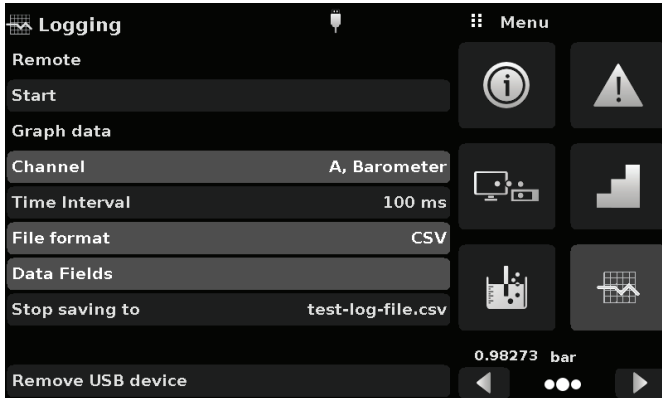 Logging
Menu
Remote
Start
Graph data
Channel A, Barometer
Time Interval 100 ms
File format CSV
Data Fields
Stop saving to test-log-file.csv
0.98273 bar
Remove USB device